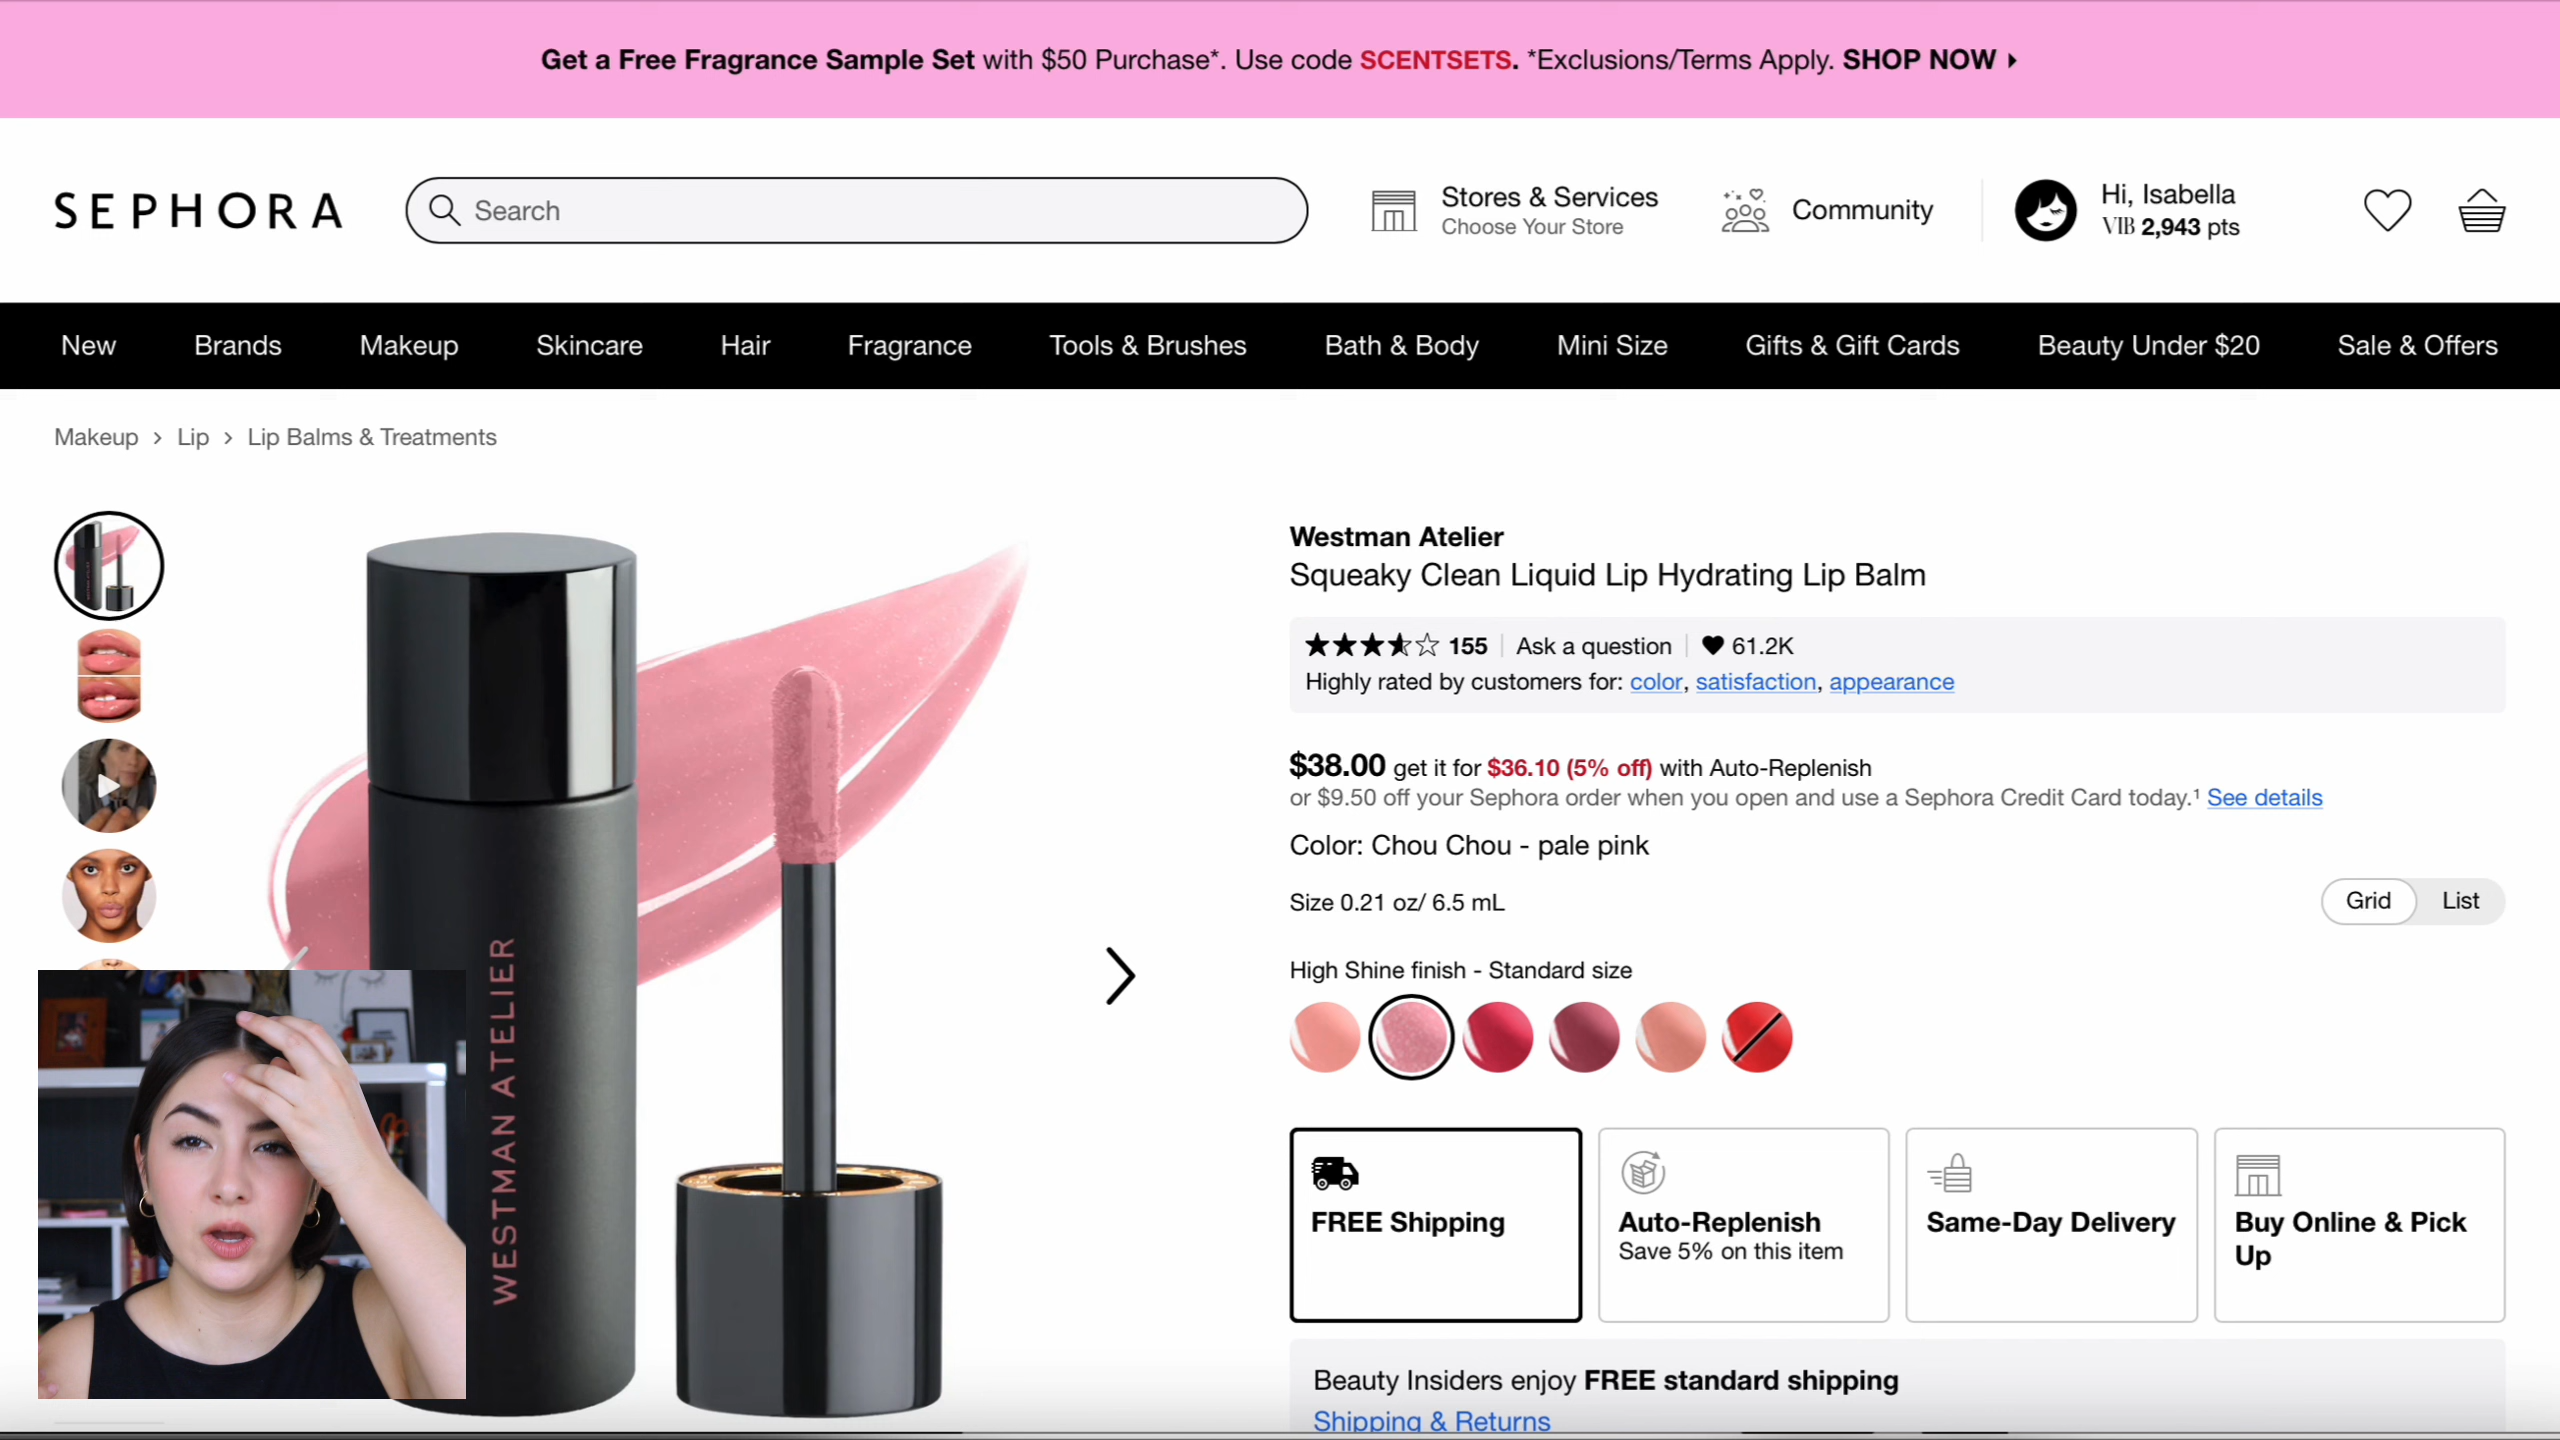 Get a Free Fragrance Sample Set with $50 Purchase*. Use code SCENTSETS. *Exclusions/Terms Apply. SHOP NOW
SEPHORA
Search
Stores & Services
Choose Your Store
Community
Hi, Isabella
VIB 2,943 pts
New
Brands
Makeup
Skincare
Hair
Fragrance
Tools & Brushes
Bath & Body
Mini Size
Gifts & Gift Cards
Beauty Under $20
Sale & Offers
Makeup > Lip > Lip Balms & Treatments
WESTMAN ATELIER
Westman Atelier
Squeaky Clean Liquid Lip Hydrating Lip Balm
155 | Ask a question | 61.2K
Highly rated by customers for: color, satisfaction, appearance
$38.00 get it for $36.10 (5% off) with Auto-Replenish
or $9.50 off your Sephora order when you open and use a Sephora Credit Card today.¹ See details
Color: Chou Chou - pale pink
Size 0.21 oz/ 6.5 mL
Grid
List
High Shine finish - Standard size
FREE Shipping
Auto-Replenish
Save 5% on this item
Same-Day Delivery
Buy Online & Pick
Up
Beauty Insiders enjoy FREE standard shipping
Shipping & Returns